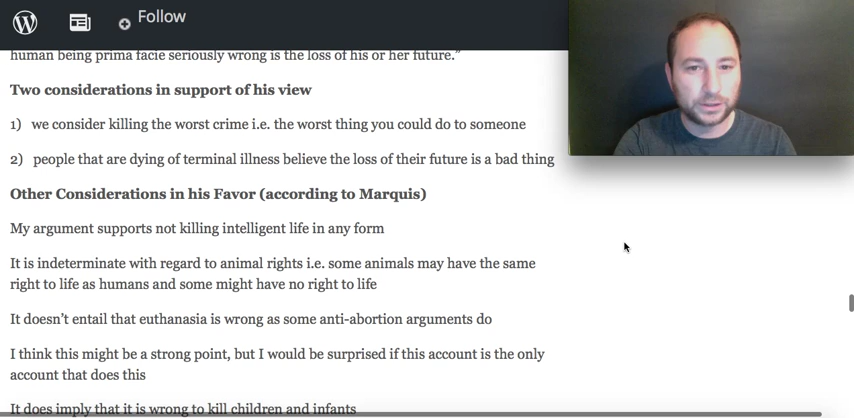 Follow
human being prima facie seriously wrong is the loss of his or her future.”
Two considerations in support of his view
1) we consider killing the worst crime i.e. the worst thing you could do to someone
2) people that are dying of terminal illness believe the loss of their future is a bad thing
Other Considerations in his Favor (according to Marquis)
My argument supports not killing intelligent life in any form
It is indeterminate with regard to animal rights i.e. some animals may have the same
right to life as humans and some might have no right to life
It doesn’t entail that euthanasia is wrong as some anti-abortion arguments do
I think this might be a strong point, but I would be surprised if this account is the only
account that does this
It does imply that it is wrong to kill children and infants